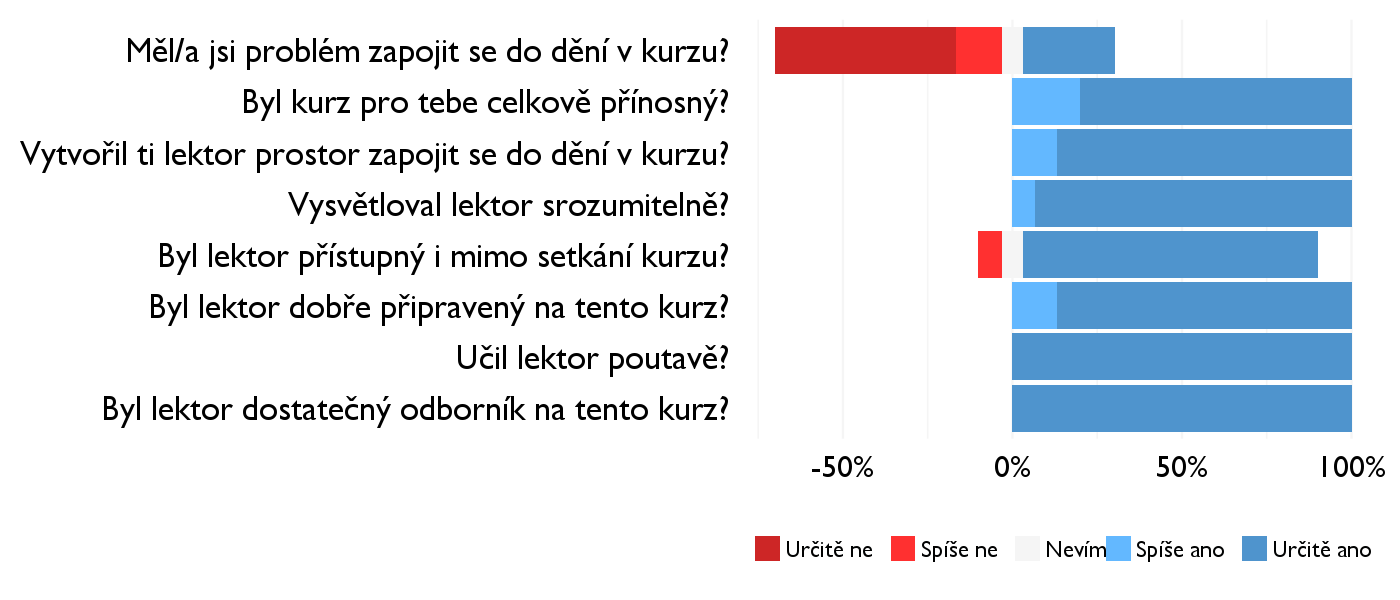 Měl/a jsi problém zapojit se do dění v kurzu?
Byl kurz pro tebe celkově přínosný?
Vytvořil ti lektor prostor zapojit se do dění v kurzu?
Vysvětloval lektor srozumitelně?
Byl lektor přístupný i mimo setkání kurzu?
Byl lektor dobře připravený na tento kurz?
Učil lektor poutavě?
Byl lektor dostatečný odborník na tento kurz?
-50% 0% 50% 100%
Určitě ne Spíše ne Nevím Spíše ano Určitě ano